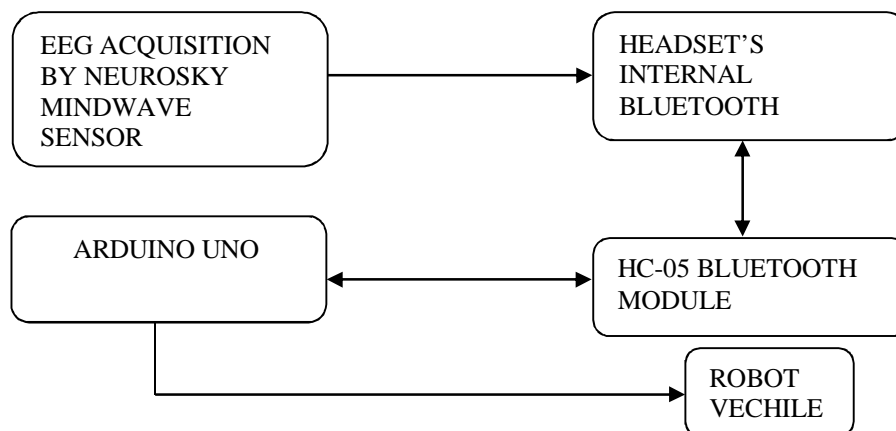 EEG ACQUISITION
BY NEUROSKY
MINDWAVE
SENSOR
HEADSET’S
INTERNAL
BLUETOOTH
ARDUINO UNO
HC-05 BLUETOOTH
MODULE
ROBOT
VECHILE